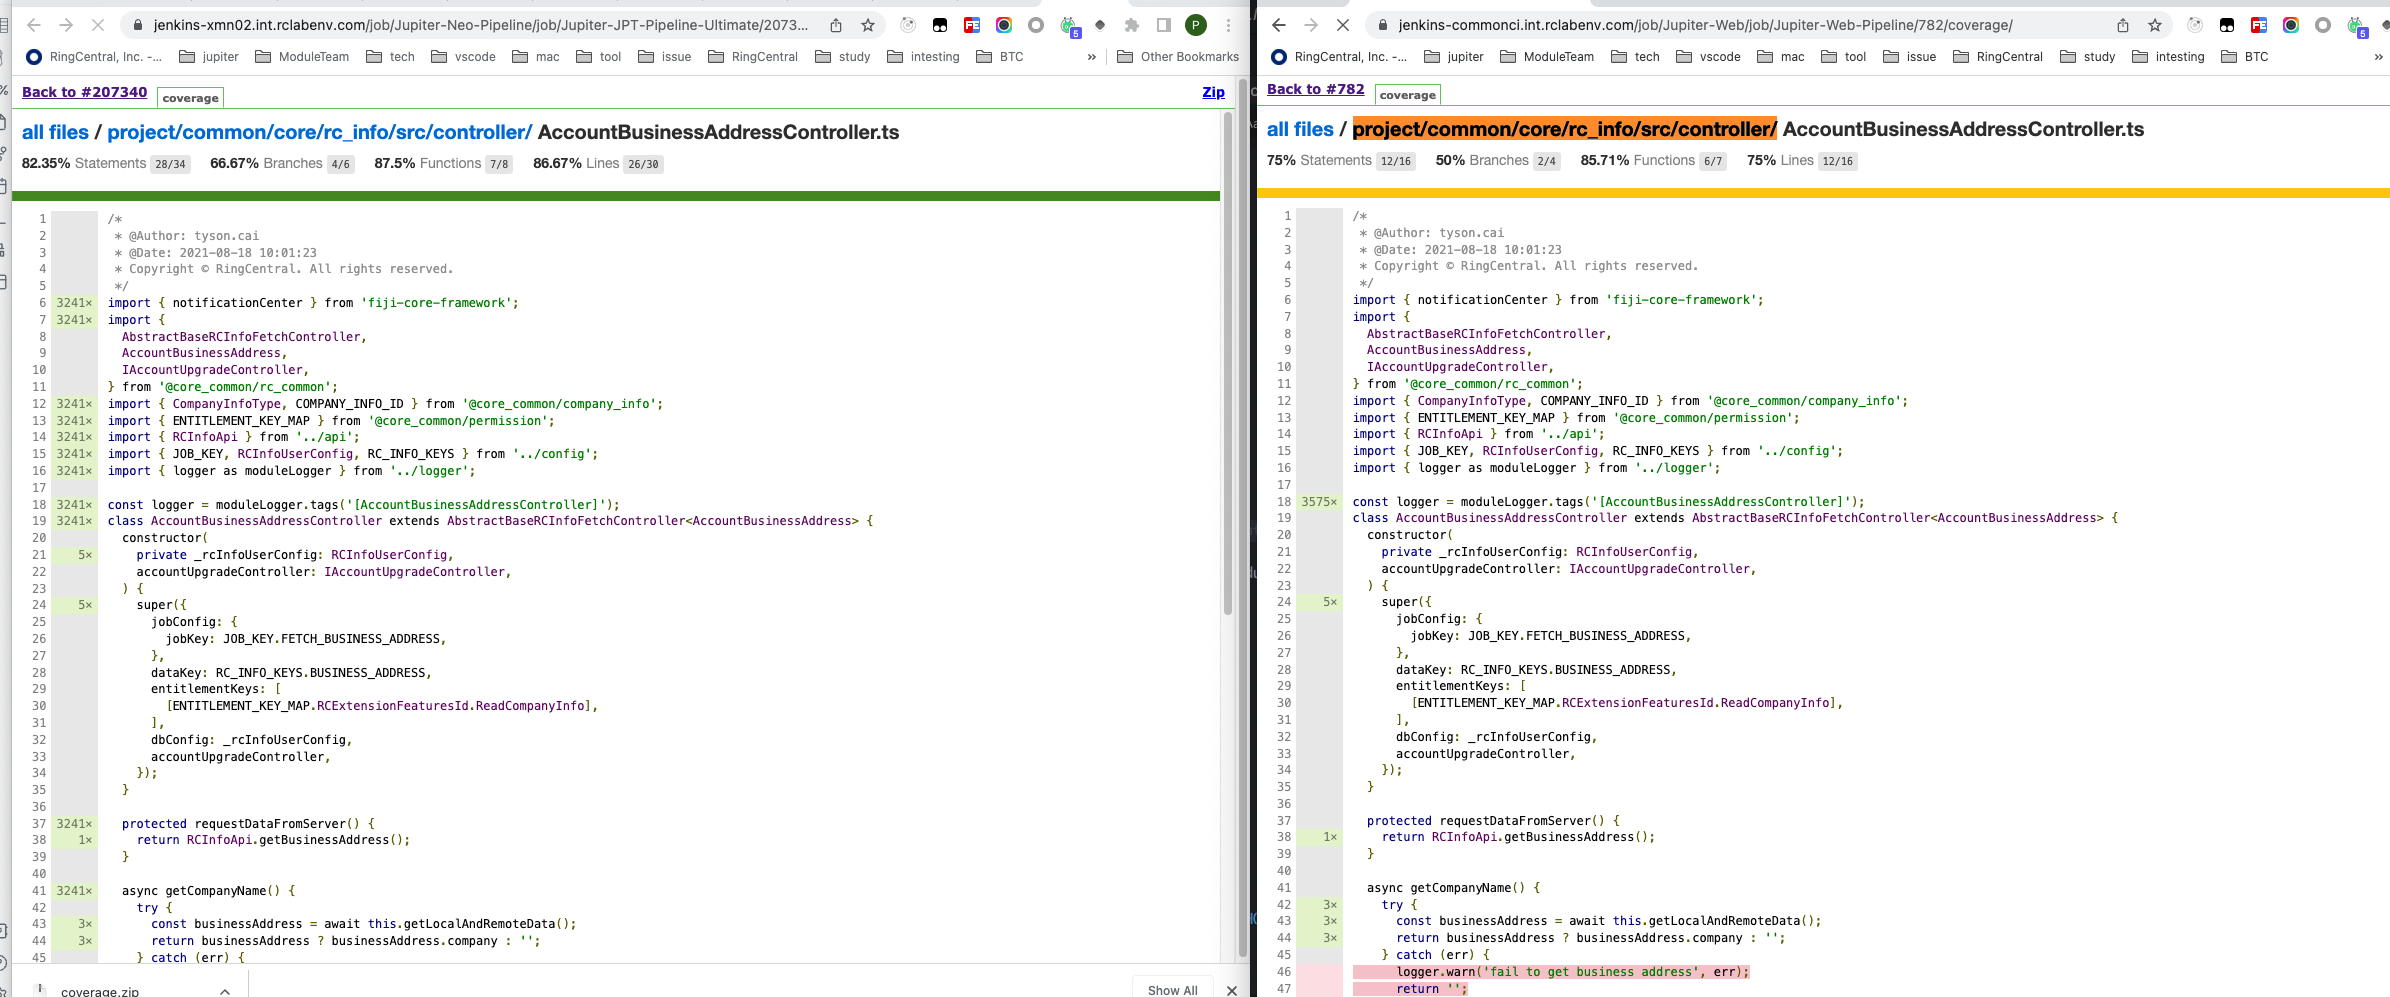 jenkins-xmn02.int.rclabenv.com/job/Jupiter-Neo-Pipeline/job/Jupiter-JPT-Pipeline-Ultimate/2073...
P
5
RingCentral, Inc. -... jupiter ModuleTeam tech vscode mac tool issue RingCentral study intesting BTC » Other Bookmarks
Back to #207340 coverage Zip
all files / project/common/core/rc_info/src/controller/ AccountBusinessAddressController.ts
82.35% Statements 28/34 66.67% Branches 4/6 87.5% Functions 7/8 86.67% Lines 26/30
1 /*
2 * @Author: tyson.cai
3 * @Date: 2021-08-18 10:01:23
4 * Copyright © RingCentral. All rights reserved.
5 */
6 3241× import { notificationCenter } from 'fiji-core-framework';
7 3241× import {
8 AbstractBaseRCInfoFetchController,
9 AccountBusinessAddress,
10 IAccountUpgradeController,
11 } from '@core_common/rc_common';
12 3241× import { CompanyInfoType, COMPANY_INFO_ID } from '@core_common/company_info';
13 3241× import { ENTITLEMENT_KEY_MAP } from '@core_common/permission';
14 3241× import { RCInfoApi } from '../api';
15 3241× import { JOB_KEY, RCInfoUserConfig, RC_INFO_KEYS } from '../config';
16 3241× import { logger as moduleLogger } from '../logger';
17
18 3241× const logger = moduleLogger.tags('[AccountBusinessAddressController]');
19 3241× class AccountBusinessAddressController extends AbstractBaseRCInfoFetchController<AccountBusinessAddress> {
20 constructor(
21 5× private _rcInfoUserConfig: RCInfoUserConfig,
22 accountUpgradeController: IAccountUpgradeController,
23 ) {
24 5× super({
25 jobConfig: {
26 jobKey: JOB_KEY.FETCH_BUSINESS_ADDRESS,
27 },
28 dataKey: RC_INFO_KEYS.BUSINESS_ADDRESS,
29 entitlementKeys: [
30 [ENTITLEMENT_KEY_MAP.RCExtensionFeaturesId.ReadCompanyInfo],
31 ],
32 dbConfig: _rcInfoUserConfig,
33 accountUpgradeController,
34 });
35 }
36
37 3241× protected requestDataFromServer() {
38 1× return RCInfoApi.getBusinessAddress();
39 }
40
41 3241× async getCompanyName() {
42 try {
43 3× const businessAddress = await this.getLocalAndRemoteData();
44 3× return businessAddress ? businessAddress.company : '';
45 } catch (err) {
coverage.zip Show All
jenkins-commonci.int.rclabenv.com/job/Jupiter-Web/job/Jupiter-Web-Pipeline/782/coverage/
5
RingCentral, Inc. -... jupiter ModuleTeam tech vscode mac tool issue RingCentral study intesting BTC »
Back to #782 coverage
all files / project/common/core/rc_info/src/controller/ AccountBusinessAddressController.ts
75% Statements 12/16 50% Branches 2/4 85.71% Functions 6/7 75% Lines 12/16
1 /*
2 * @Author: tyson.cai
3 * @Date: 2021-08-18 10:01:23
4 * Copyright © RingCentral. All rights reserved.
5 */
6 import { notificationCenter } from 'fiji-core-framework';
7 import {
8 AbstractBaseRCInfoFetchController,
9 AccountBusinessAddress,
10 IAccountUpgradeController,
11 } from '@core_common/rc_common';
12 import { CompanyInfoType, COMPANY_INFO_ID } from '@core_common/company_info';
13 import { ENTITLEMENT_KEY_MAP } from '@core_common/permission';
14 import { RCInfoApi } from '../api';
15 import { JOB_KEY, RCInfoUserConfig, RC_INFO_KEYS } from '../config';
16 import { logger as moduleLogger } from '../logger';
17
18 3575× const logger = moduleLogger.tags('[AccountBusinessAddressController]');
19 class AccountBusinessAddressController extends AbstractBaseRCInfoFetchController<AccountBusinessAddress> {
20 constructor(
21 private _rcInfoUserConfig: RCInfoUserConfig,
22 accountUpgradeController: IAccountUpgradeController,
23 ) {
24 5× super({
25 jobConfig: {
26 jobKey: JOB_KEY.FETCH_BUSINESS_ADDRESS,
27 },
28 dataKey: RC_INFO_KEYS.BUSINESS_ADDRESS,
29 entitlementKeys: [
30 [ENTITLEMENT_KEY_MAP.RCExtensionFeaturesId.ReadCompanyInfo],
31 ],
32 dbConfig: _rcInfoUserConfig,
33 accountUpgradeController,
34 });
35 }
36
37 protected requestDataFromServer() {
38 1× return RCInfoApi.getBusinessAddress();
39 }
40
41 async getCompanyName() {
42 3× try {
43 3× const businessAddress = await this.getLocalAndRemoteData();
44 3× return businessAddress ? businessAddress.company : '';
45 } catch (err) {
46 logger.warn('fail to get business address', err);
47 return '';